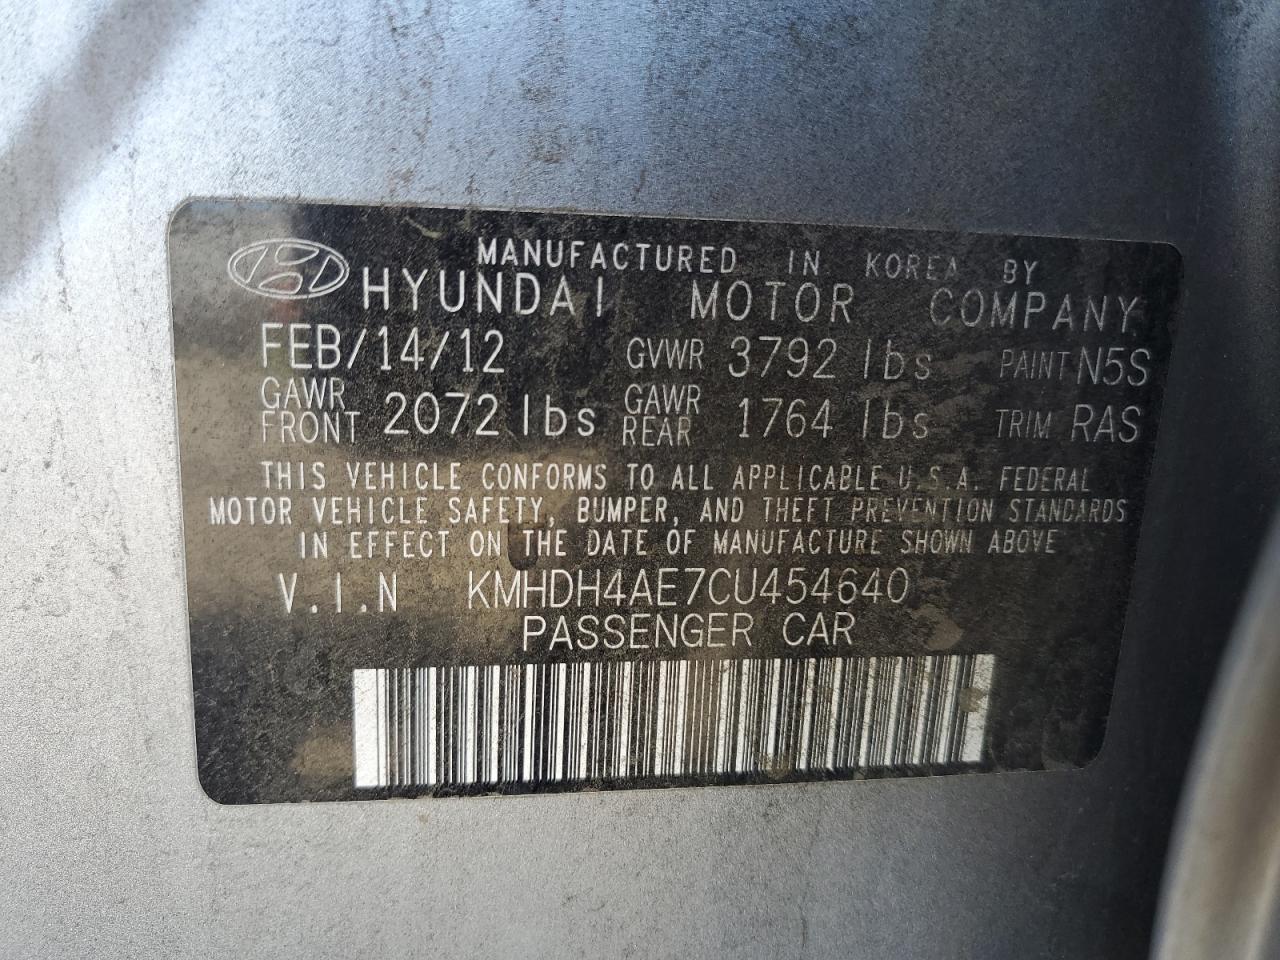 MANUFACTURED IN KOREA BY
HYUNDAI MOTOR COMPANY
FEB/14/12 GVWR 3792 lbs PAINT N5S
GAWR FRONT 2072 lbs GAWR REAR 1764 lbs TRIM RAS
THIS VEHICLE CONFORMS TO ALL APPLICABLE U.S.A. FEDERAL
MOTOR VEHICLE SAFETY, BUMPER, AND THEFT PREVENTION STANDARDS
IN EFFECT ON THE DATE OF MANUFACTURE SHOWN ABOVE
V.I.N KMHDH4AE7CU454640
PASSENGER CAR